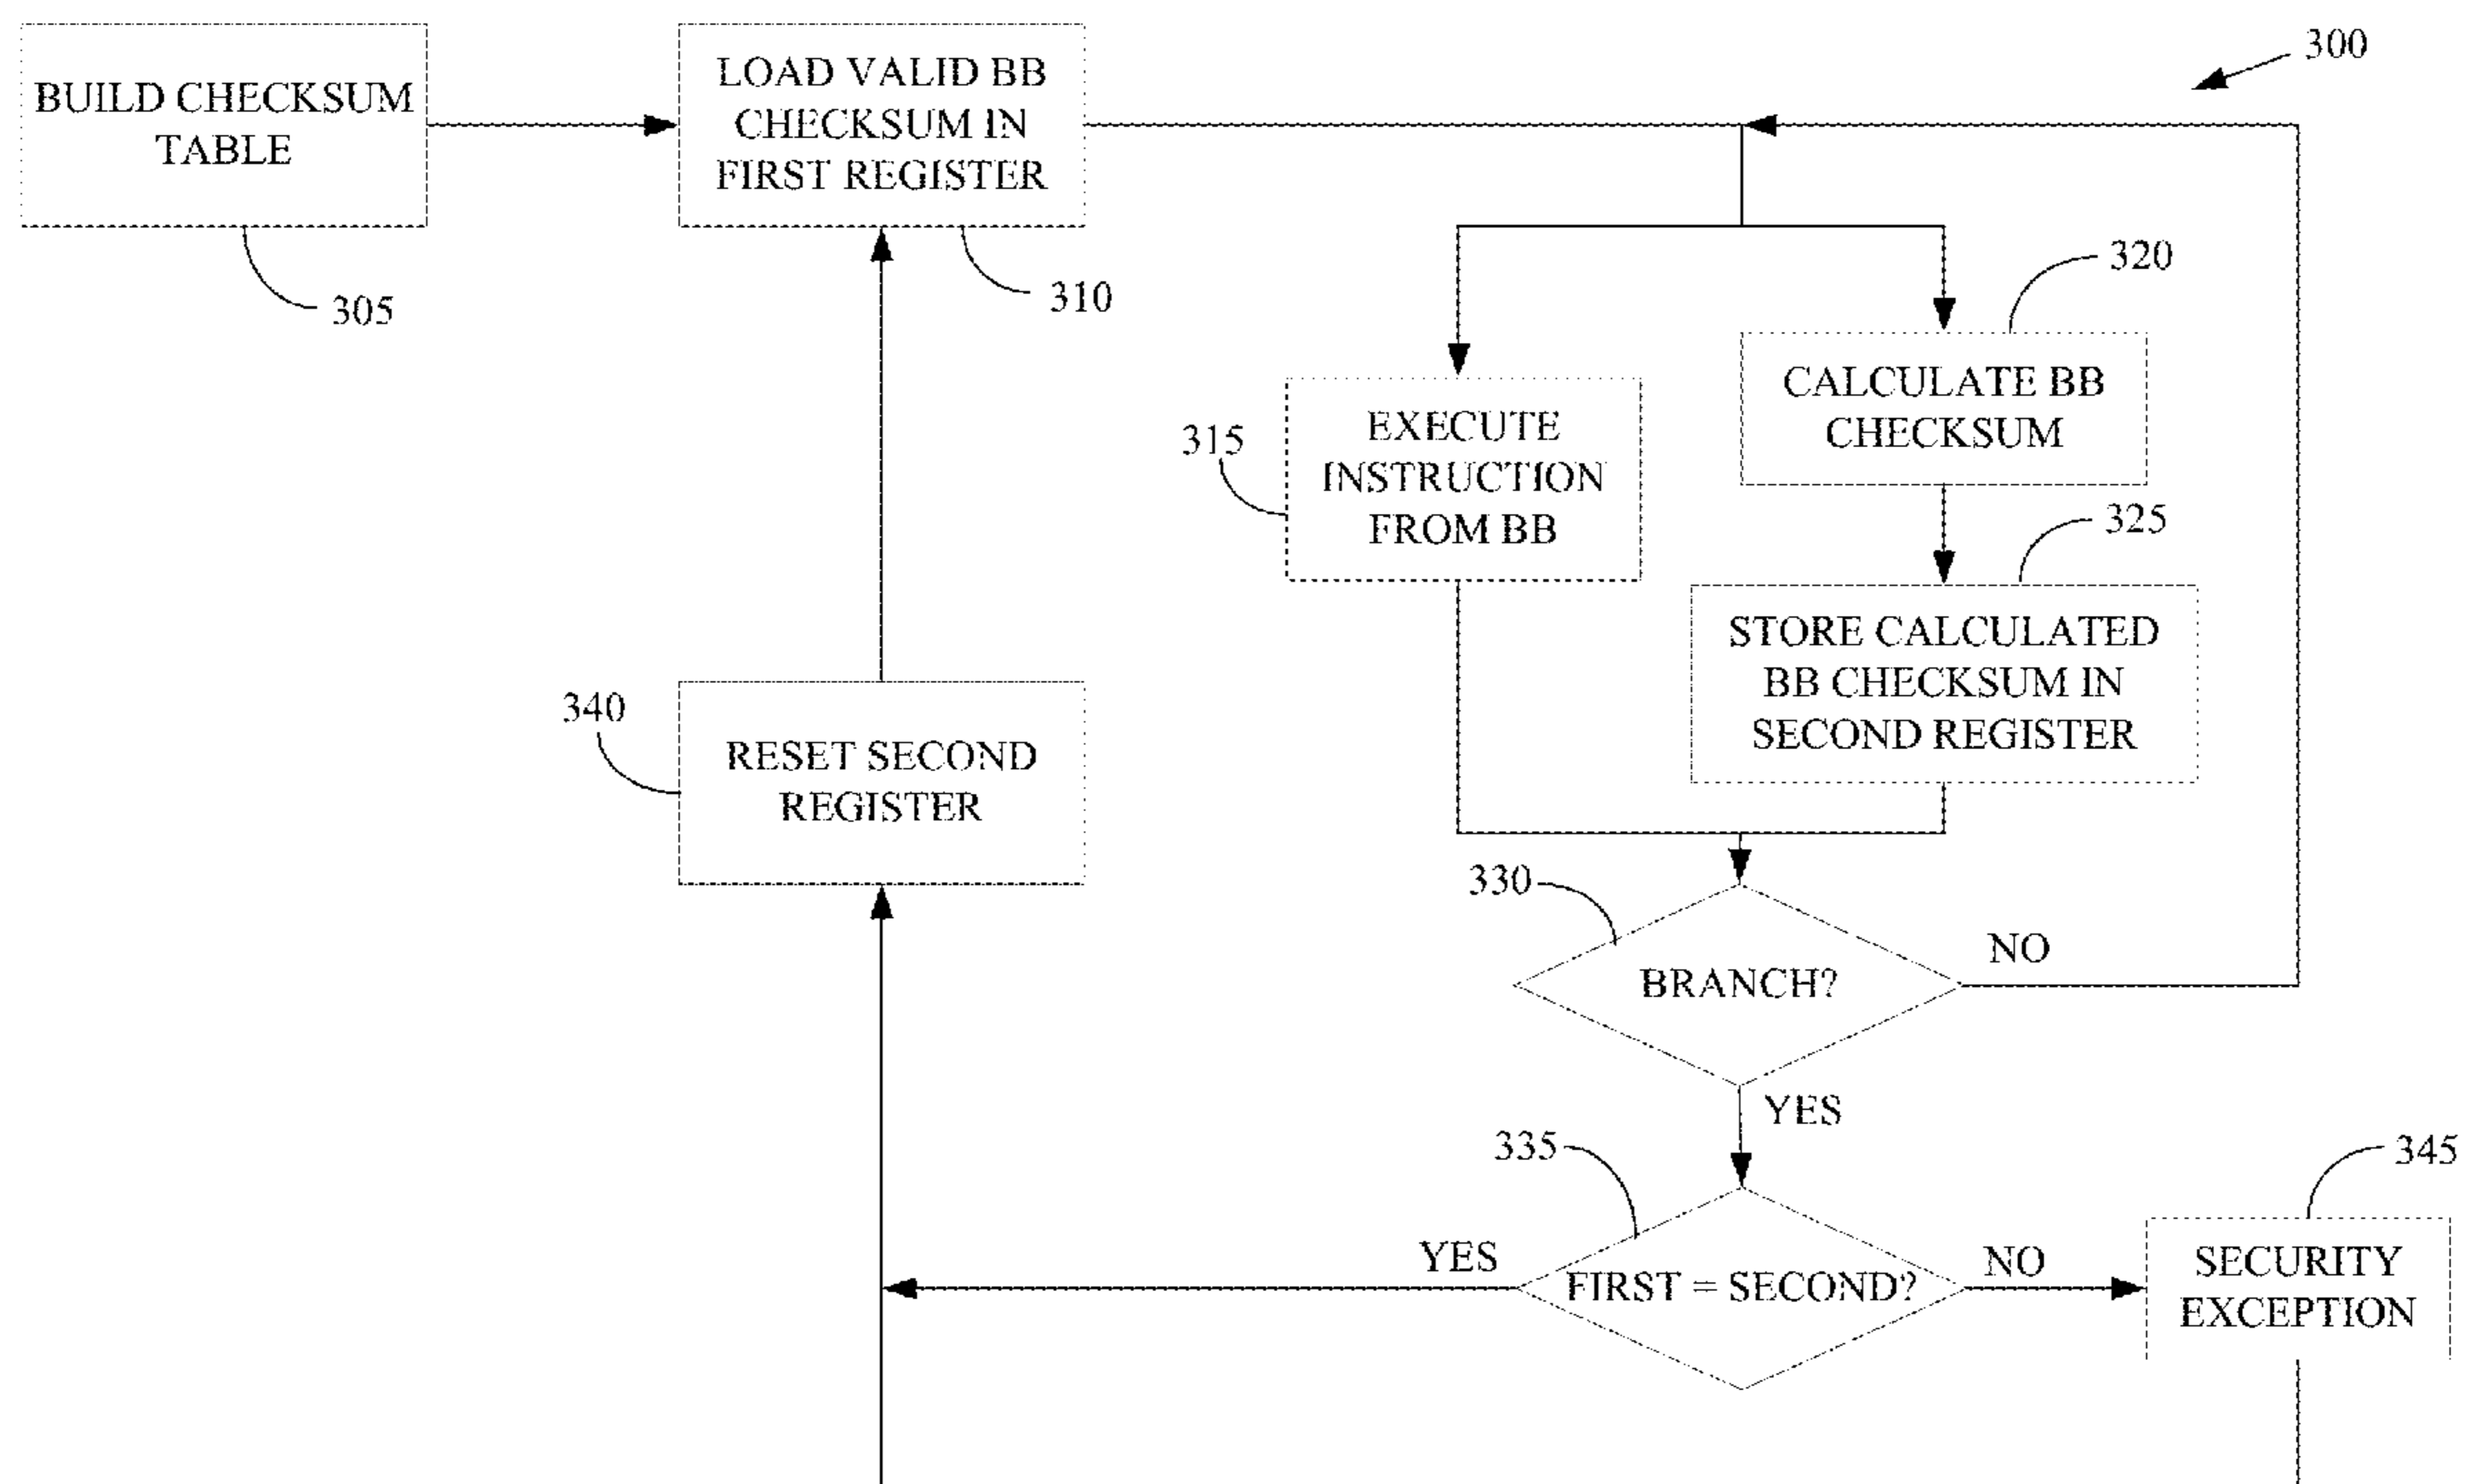 BUILD CHECKSUM
TABLE
305
LOAD VALID BB
CHECKSUM IN
FIRST REGISTER
310
300
320
CALCULATE BB
CHECKSUM
315
EXECUTE
INSTRUCTION
FROM BB
325
STORE CALCULATED
BB CHECKSUM IN
SECOND REGISTER
340
RESET SECOND
REGISTER
330
BRANCH?
NO
YES
335
FIRST = SECOND?
YES
NO
345
SECURITY
EXCEPTION